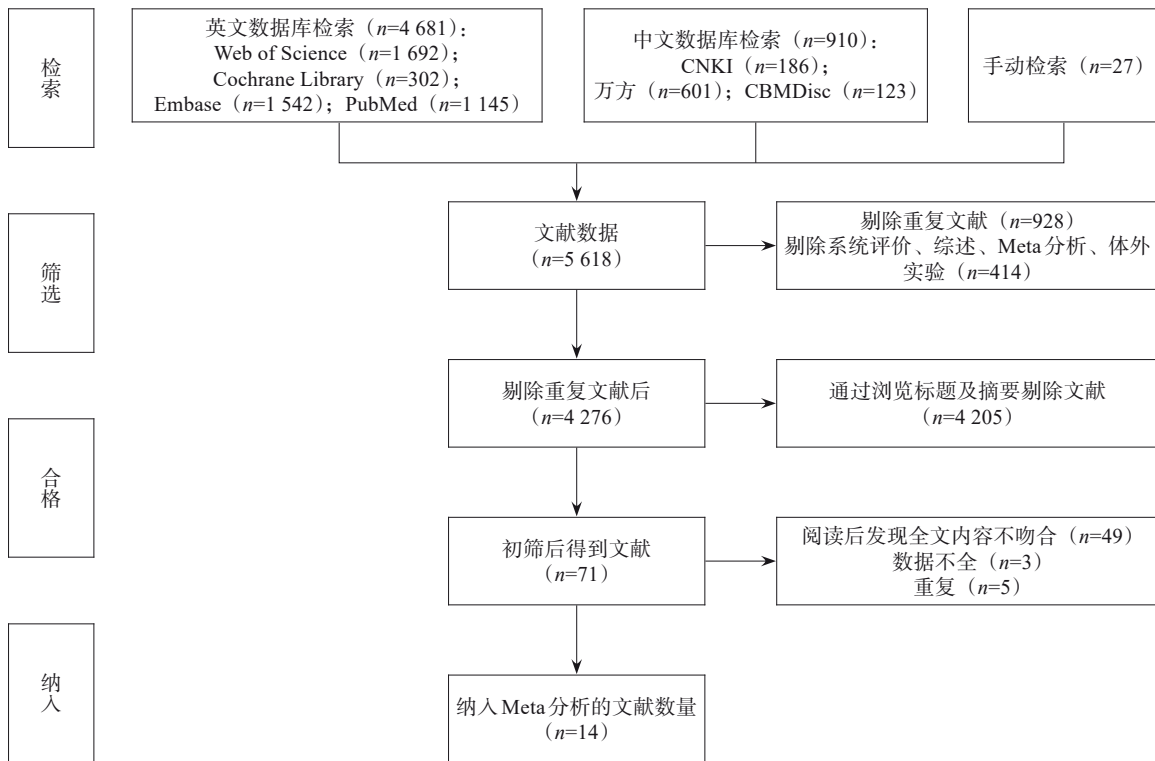 检索
英文数据库检索（n=4 681）：
Web of Science（n=1 692）；
Cochrane Library（n=302）；
Embase（n=1 542）；PubMed（n=1 145）
中文数据库检索（n=910）：
CNKI（n=186）；
万方（n=601）；CBMDisc（n=123）
手动检索（n=27）
筛选
文献数据
（n=5 618）
剔除重复文献（n=928）
剔除系统评价、综述、Meta分析、体外
实验（n=414）
剔除重复文献后
（n=4 276）
通过浏览标题及摘要剔除文献
（n=4 205）
合格
初筛后得到文献
（n=71）
阅读后发现全文内容不吻合（n=49）
数据不全（n=3）
重复（n=5）
纳入
纳入Meta分析的文献数量
（n=14）